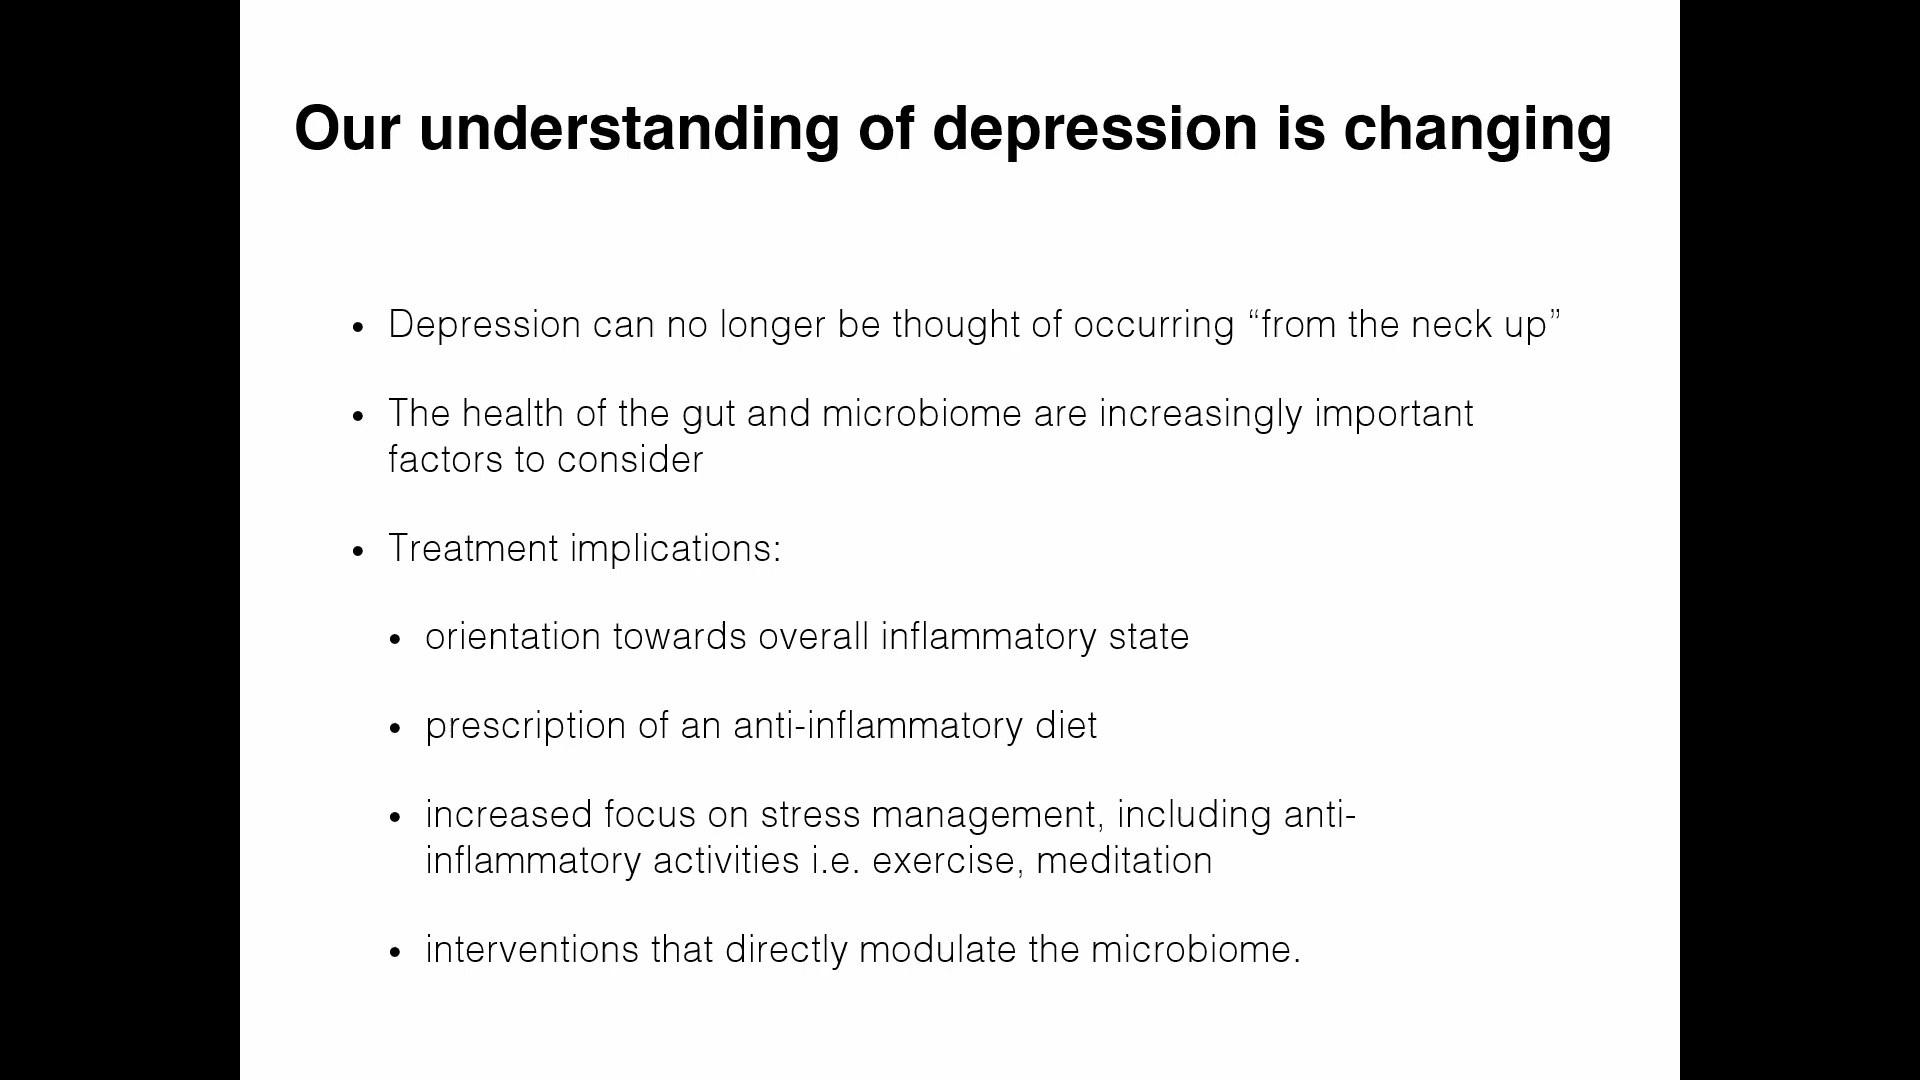 Our understanding of depression is changing
• Depression can no longer be thought of occurring “from the neck up”
• The health of the gut and microbiome are increasingly important
factors to consider
• Treatment implications:
• orientation towards overall inflammatory state
• prescription of an anti-inflammatory diet
• increased focus on stress management, including anti-
inflammatory activities i.e. exercise, meditation
• interventions that directly modulate the microbiome.